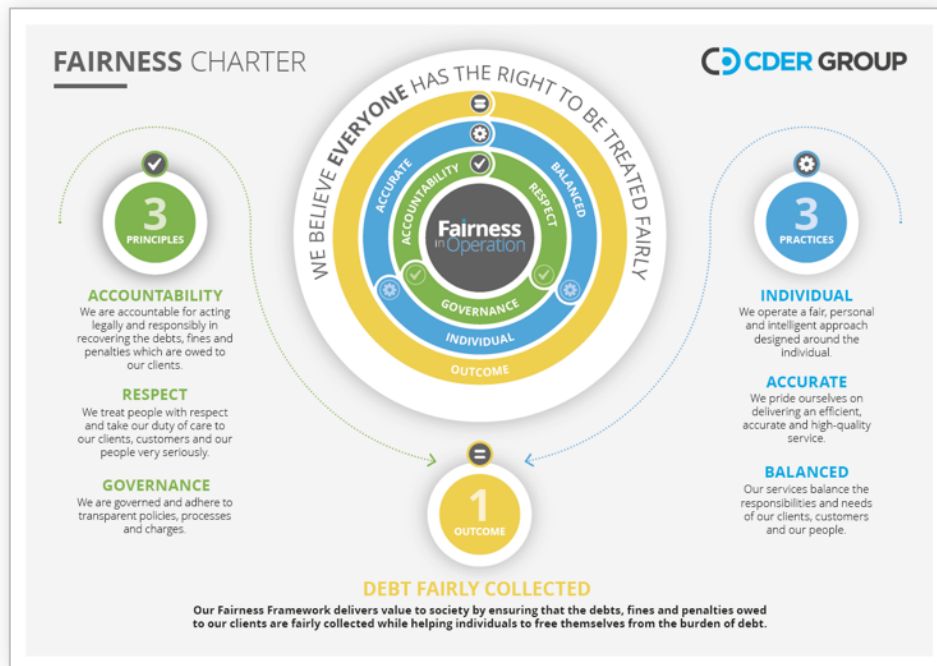 FAIRNESS CHARTER
CDER GROUP
WE BELIEVE EVERYONE HAS THE RIGHT TO BE TREATED FAIRLY
ACCURATE
BALANCED
ACCOUNTABILITY
RESPECT
Fairness
in Operation
GOVERNANCE
INDIVIDUAL
OUTCOME
3
PRINCIPLES
ACCOUNTABILITY
We are accountable for acting
legally and responsibly in
recovering the debts, fines and
penalties which are owed to
our clients.
RESPECT
We treat people with respect
and take our duty of care to
our clients, customers and our
people very seriously.
GOVERNANCE
We are governed and adhere to
transparent policies, processes
and charges.
3
PRACTICES
INDIVIDUAL
We operate a fair, personal
and intelligent approach
designed around the
individual.
ACCURATE
We pride ourselves on
delivering an efficient,
accurate and high-quality
service.
BALANCED
Our services balance the
responsibilities and needs
of our clients, customers
and our people.
1
OUTCOME
DEBT FAIRLY COLLECTED
Our Fairness Framework delivers value to society by ensuring that the debts, fines and penalties owed
to our clients are fairly collected while helping individuals to free themselves from the burden of debt.